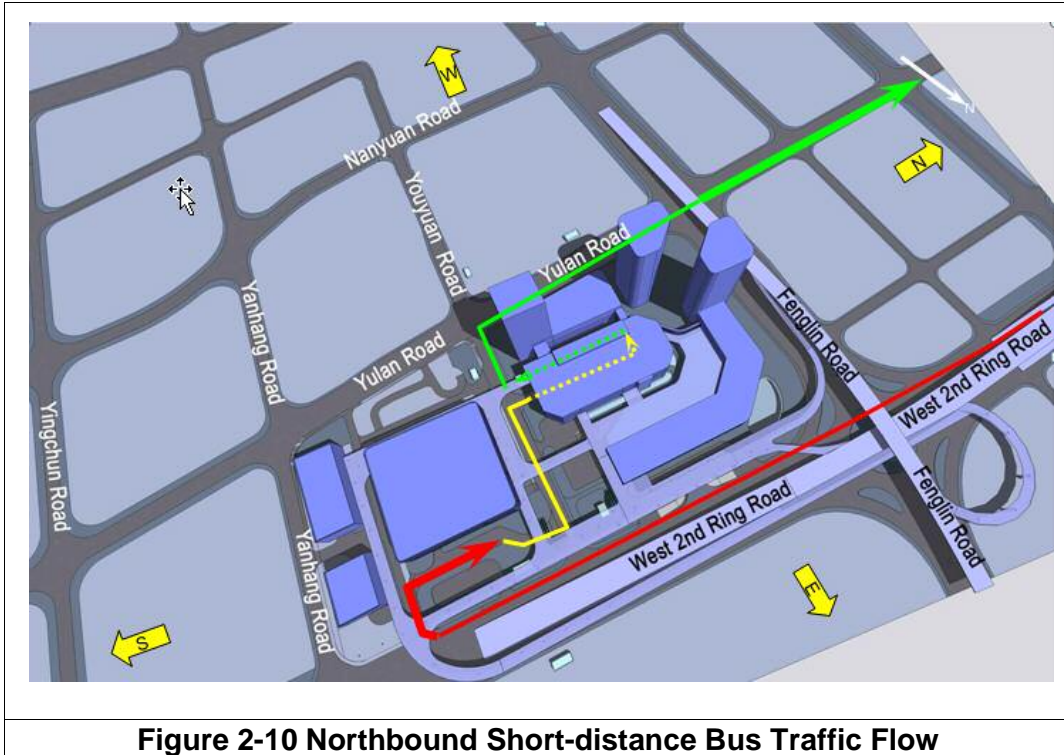 W
Nanyuan Road
N
N
Youyuan Road
Yulan Road
Yanhang Road
Fenglin Road
Yulan Road
West 2nd Ring Road
Yingchun Road
West 2nd Ring Road
Fenglin Road
Yanhang Road
E
S
Figure 2-10 Northbound Short-distance Bus Traffic Flow